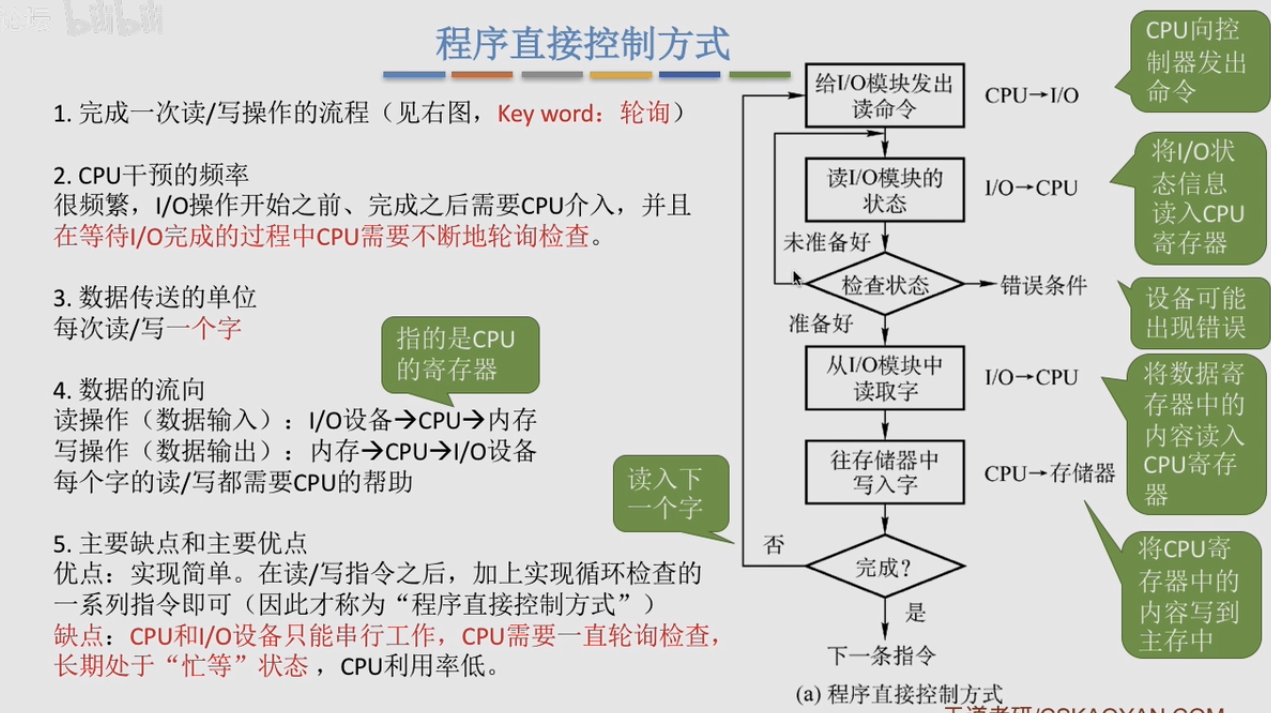 论坛 bilibili
程序直接控制方式
1. 完成一次读/写操作的流程（见右图，Key word：轮询）
2. CPU干预的频率
很频繁，I/O操作开始之前、完成之后需要CPU介入，并且
在等待I/O完成的过程中CPU需要不断地轮询检查。
3. 数据传送的单位
每次读/写一个字
指的是CPU
的寄存器
4. 数据的流向
读操作（数据输入）：I/O设备→CPU→内存
写操作（数据输出）：内存→CPU→I/O设备
每个字的读/写都需要CPU的帮助
5. 主要缺点和主要优点
优点：实现简单。在读/写指令之后，加上实现循环检查的
一系列指令即可（因此才称为“程序直接控制方式”）
缺点：CPU和I/O设备只能串行工作，CPU需要一直轮询检查，
长期处于“忙等”状态，CPU利用率低。
给I/O模块发出
读命令
CPU→I/O
CPU向控
制器发出
命令
读I/O模块的
状态
I/O→CPU
将I/O状
态信息
读入CPU
寄存器
未准备好
检查状态
错误条件
设备可能
出现错误
准备好
从I/O模块中
读取字
I/O→CPU
将数据寄
存器中的
内容读入
CPU寄存
器
往存储器中
写入字
CPU→存储器
将CPU寄
存器中的
内容写到
主存中
读入下
一个字
否
完成？
是
下一条指令
(a) 程序直接控制方式
王道考研/CSKAOYAN.COM